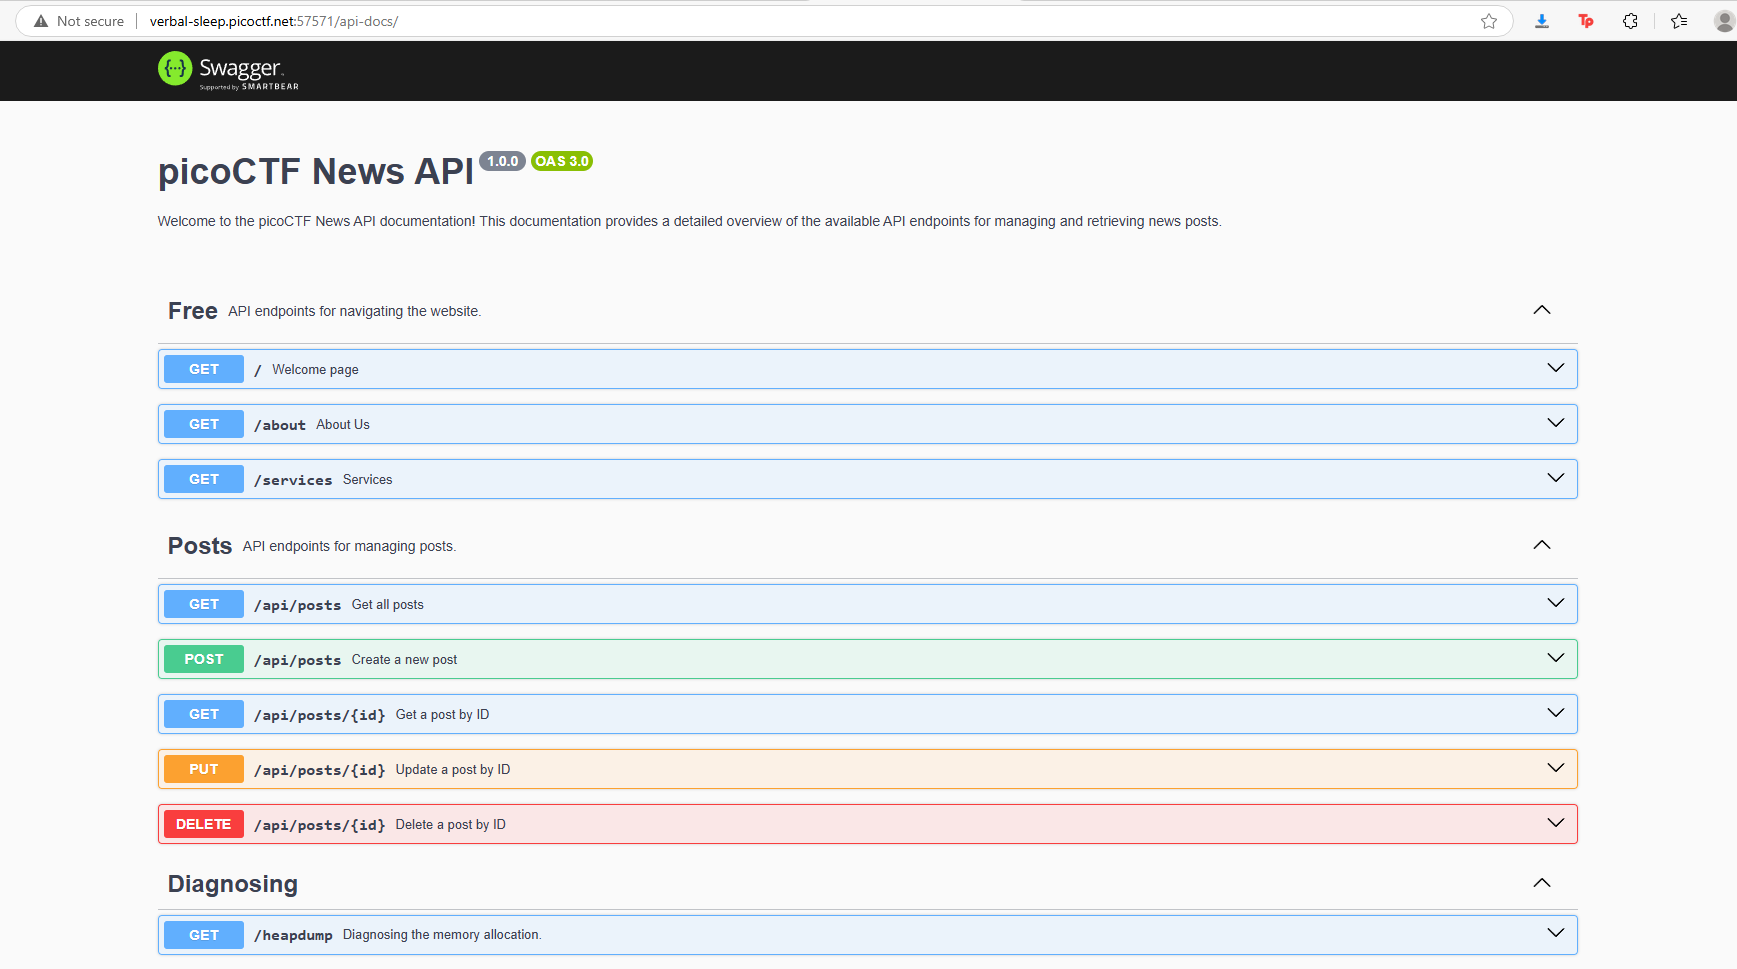 Not secure verbal-sleep.picoctf.net:57571/api-docs/ Tp
{···} Swagger
Supported by SMARTBEAR
picoCTF News API 1.0.0 OAS 3.0
Welcome to the picoCTF News API documentation! This documentation provides a detailed overview of the available API endpoints for managing and retrieving news posts.
Free API endpoints for navigating the website.
GET / Welcome page
GET /about About Us
GET /services Services
Posts API endpoints for managing posts.
GET /api/posts Get all posts
POST /api/posts Create a new post
GET /api/posts/{id} Get a post by ID
PUT /api/posts/{id} Update a post by ID
DELETE /api/posts/{id} Delete a post by ID
Diagnosing
GET /heapdump Diagnosing the memory allocation.